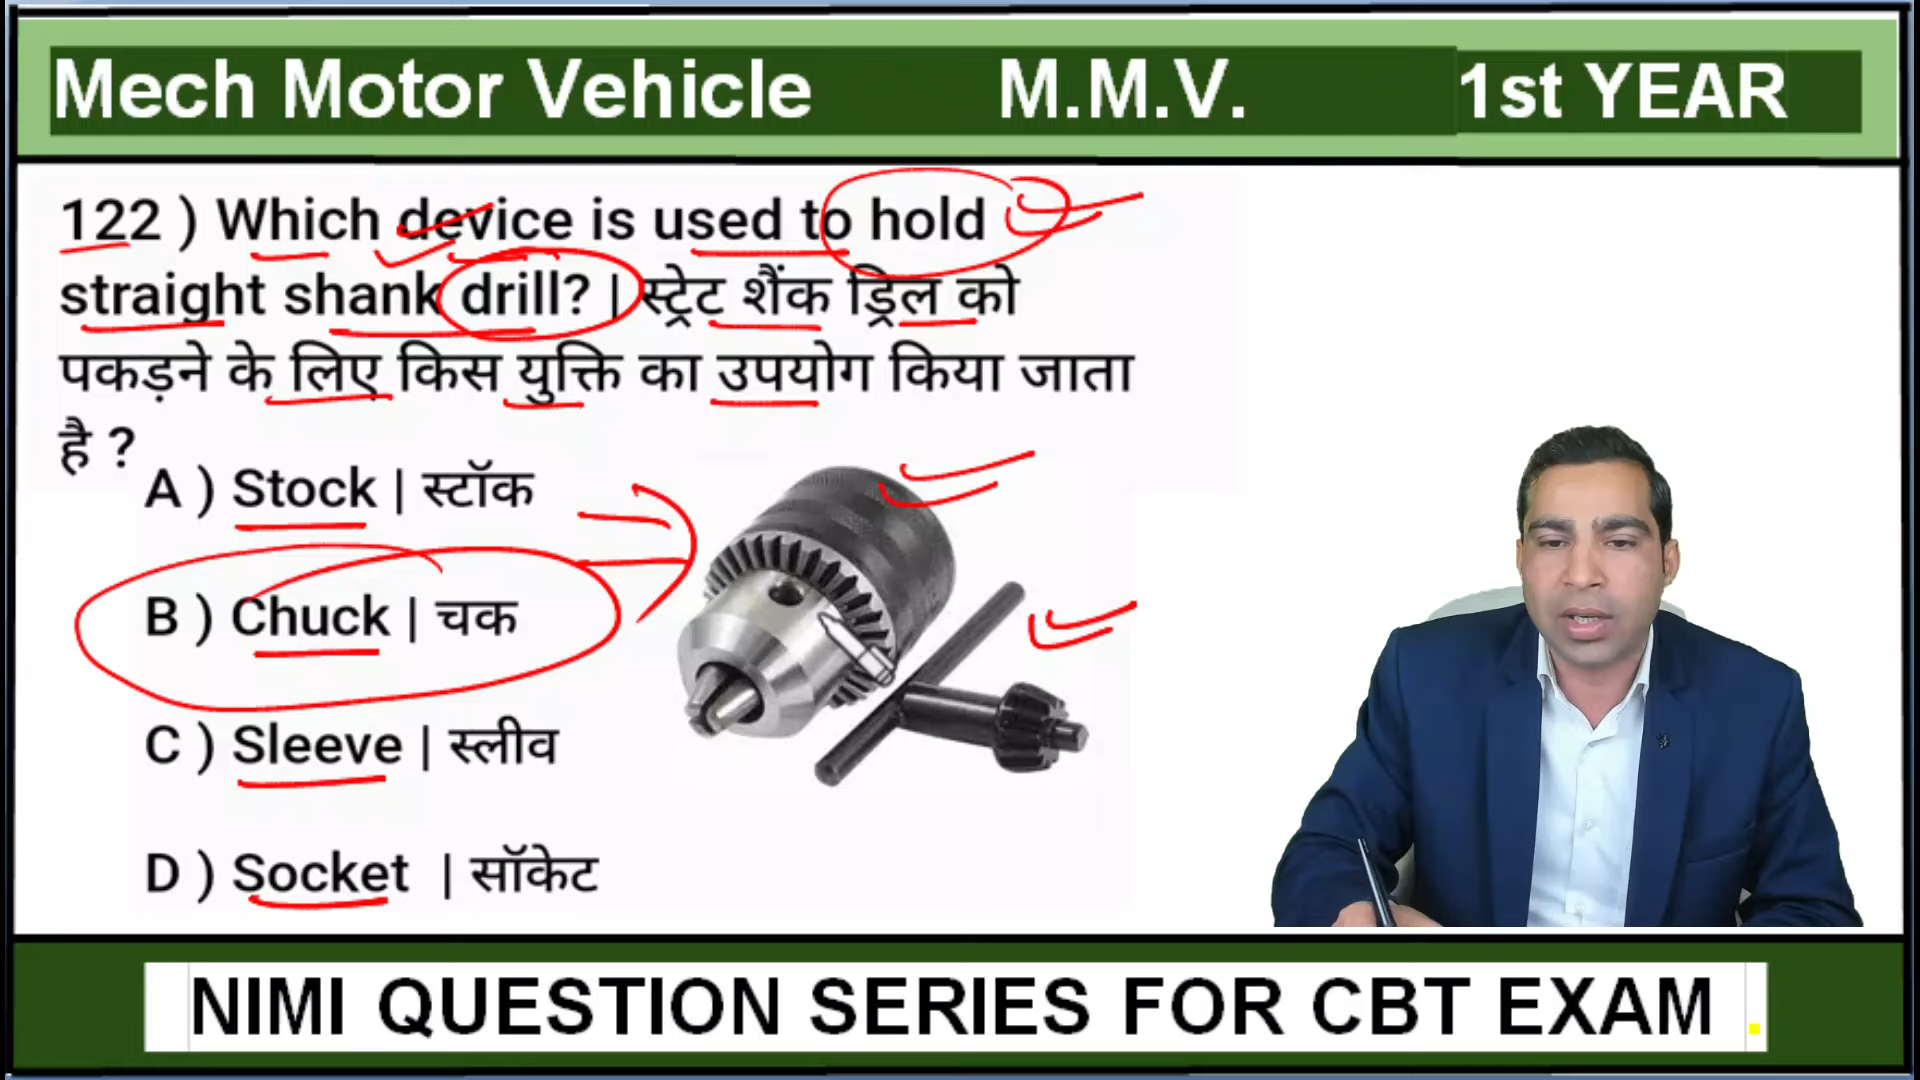 Mech Motor Vehicle M.M.V. 1st YEAR
122 ) Which device is used to hold
straight shank drill? | स्ट्रेट शैंक ड्रिल को
पकड़ने के लिए किस युक्ति का उपयोग किया जाता
है ?
A ) Stock | स्टॉक
B ) Chuck | चक
C ) Sleeve | स्लीव
D ) Socket | सॉकेट
NIMI QUESTION SERIES FOR CBT EXAM .